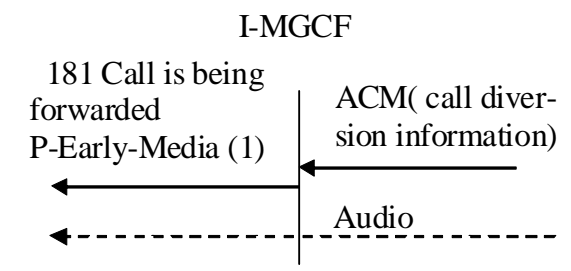 I-MGCF
181 Call is being
forwarded
P-Early-Media (1)
ACM( call diver-
sion information)
Audio